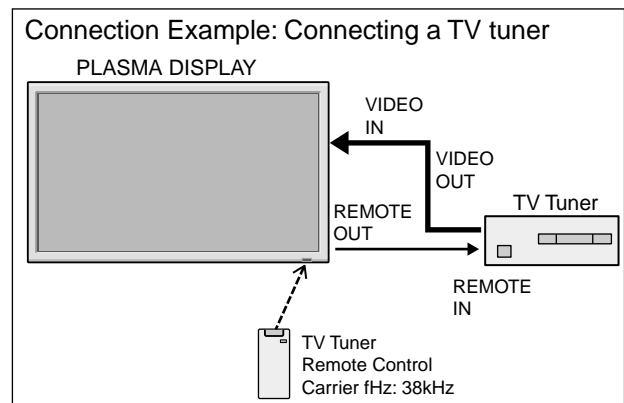 Connection Example: Connecting a TV tuner
PLASMA DISPLAY
VIDEO
IN
VIDEO
OUT
TV Tuner
REMOTE
OUT
REMOTE
IN
TV Tuner
Remote Control
Carrier fHz: 38kHz